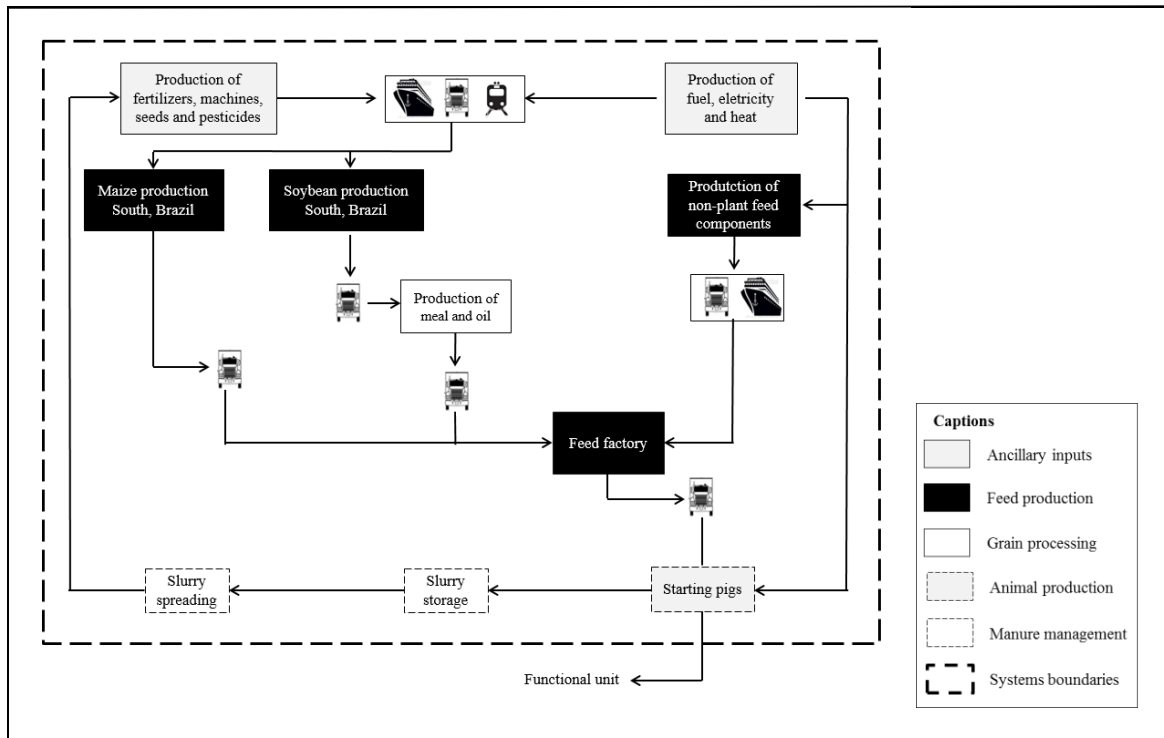 Production of
fertilizers, machines,
seeds and pesticides
Production of
fuel, eletricity
and heat
Maize production
South, Brazil
Soybean production
South, Brazil
Produtction of
non-plant feed
components
Production of
meal and oil
Feed factory
Slurry
spreading
Slurry
storage
Starting pigs
Functional unit
Captions
Ancillary inputs
Feed production
Grain processing
Animal production
Manure management
Systems boundaries